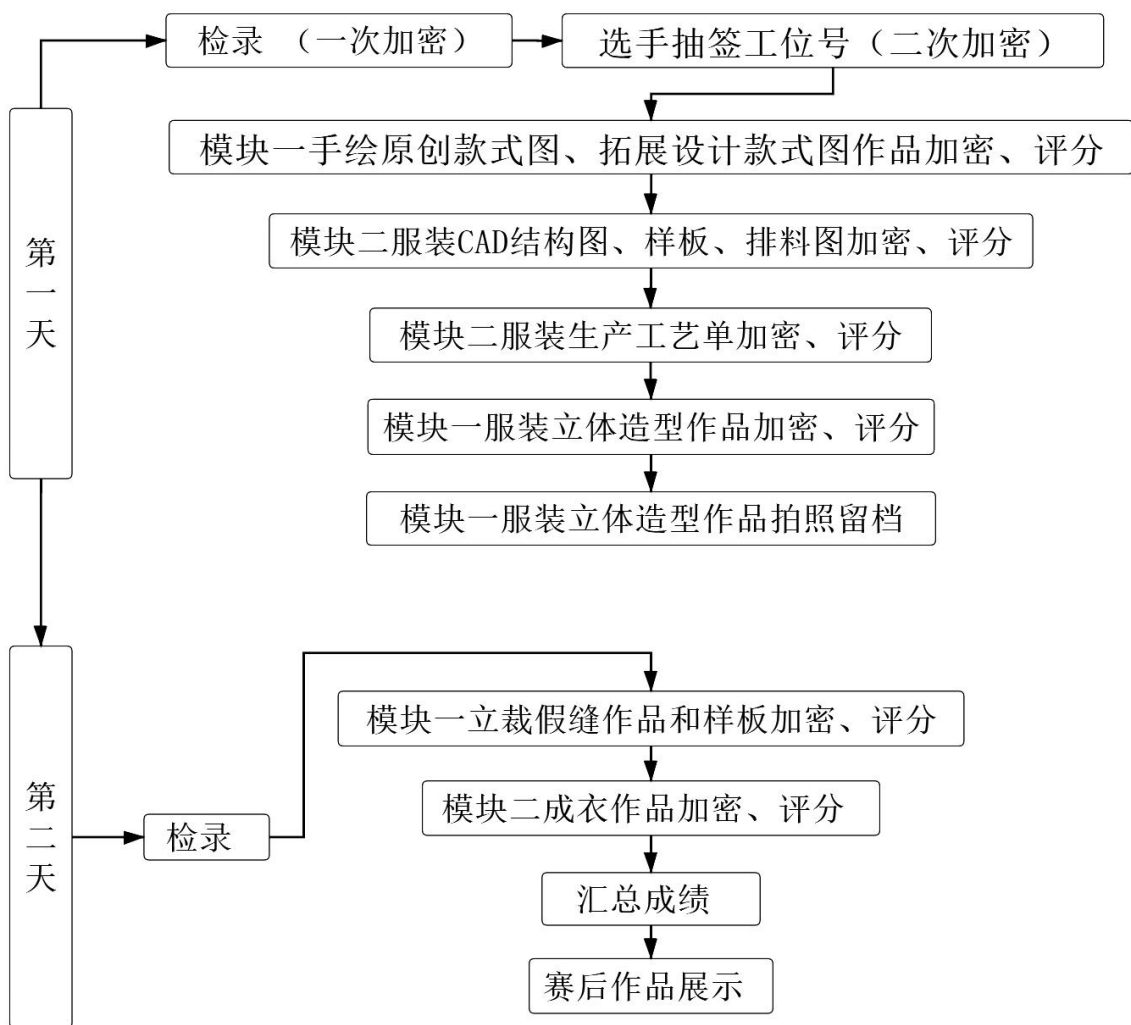 检录 （一次加密）
选手抽签工位号（二次加密）
第一天
模块一手绘原创款式图、拓展设计款式图作品加密、评分
模块二服装CAD结构图、样板、排料图加密、评分
模块二服装生产工艺单加密、评分
模块一服装立体造型作品加密、评分
模块一服装立体造型作品拍照留档
第二天
检录
模块一立裁假缝作品和样板加密、评分
模块二成衣作品加密、评分
汇总成绩
赛后作品展示